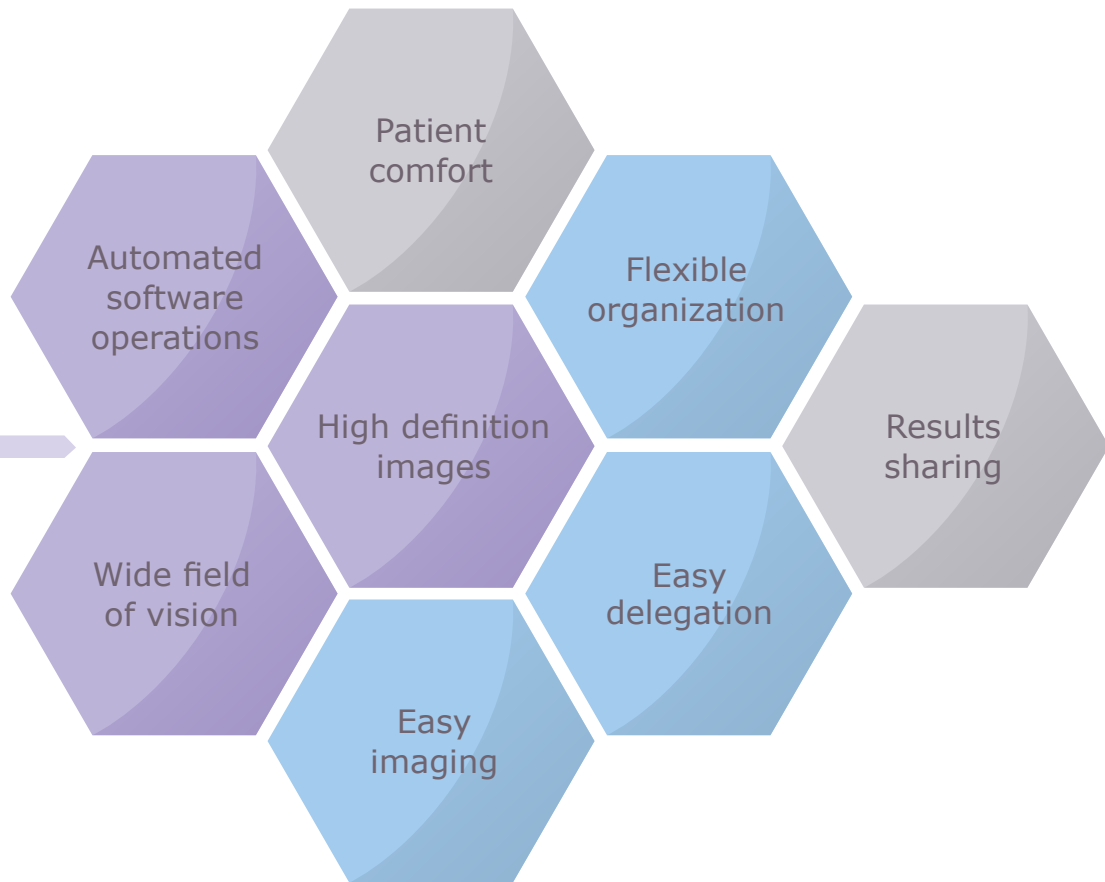 Patient
comfort
Automated
software
operations
Flexible
organization
High definition
images
Results
sharing
Wide field
of vision
Easy
delegation
Easy
imaging